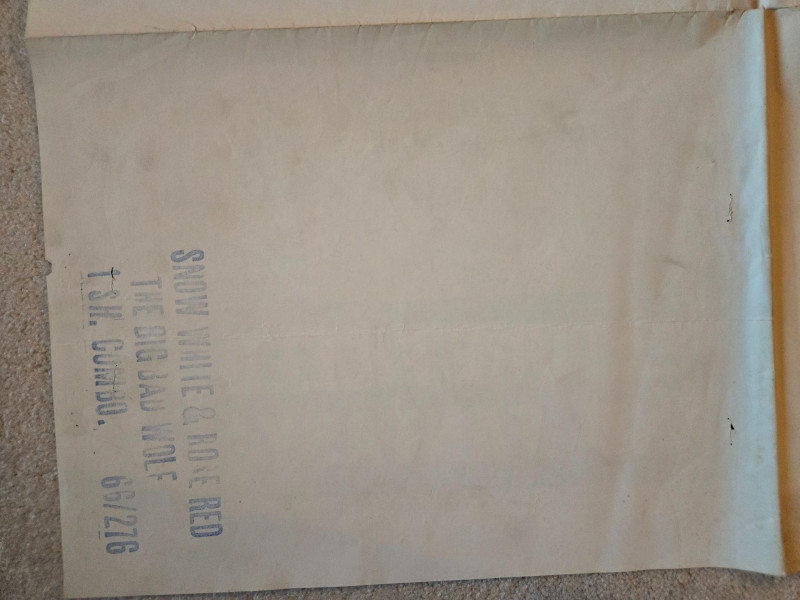 SNOW WHITE & ROSE RED
THE BIG BAD WOLF
1 SH. COMBO. 66/276